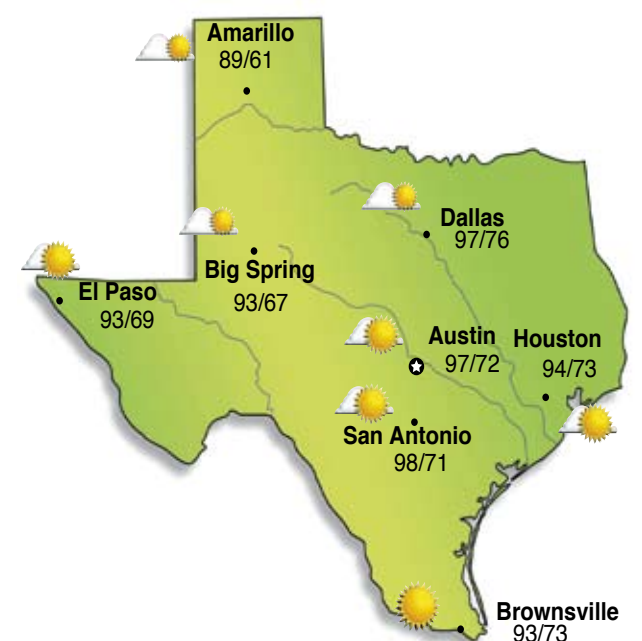 Amarillo
89/61
Dallas
97/76
Big Spring
93/67
El Paso
93/69
Austin
97/72
Houston
94/73
San Antonio
98/71
Brownsville
93/73